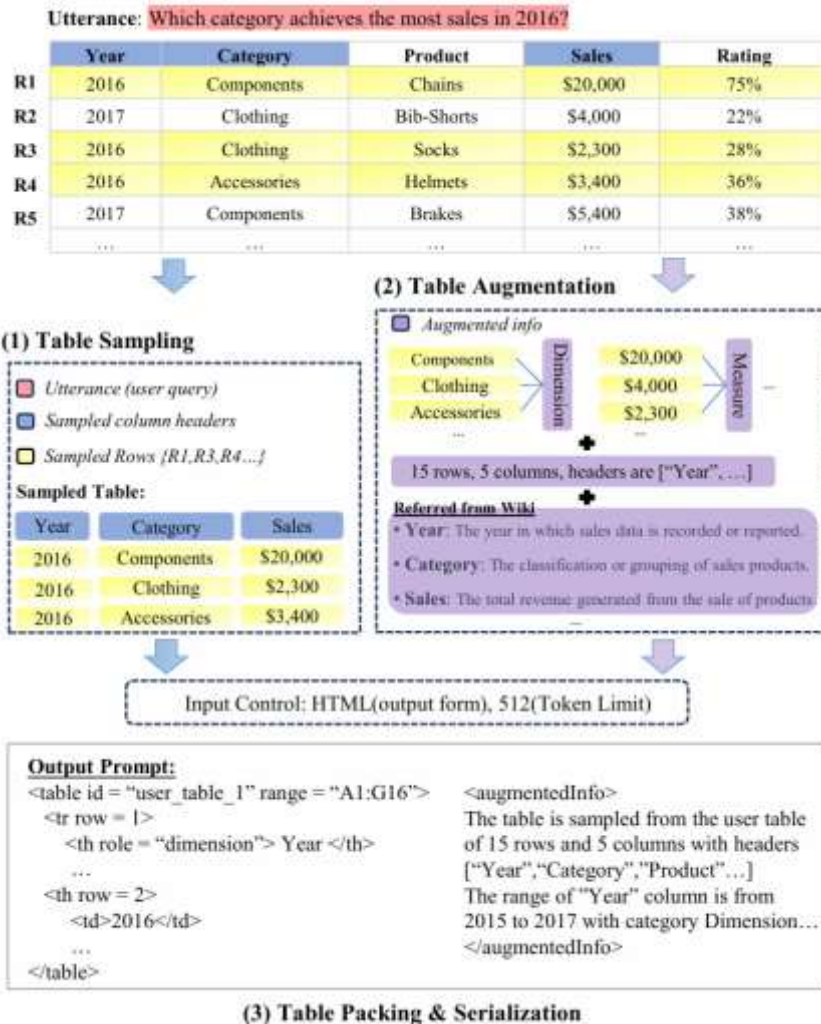 Utterance: Which category achieves the most sales in 2016?
Year Category Product Sales Rating
R1 2016 Components Chains $20,000 75%
R2 2017 Clothing Bib-Shorts $4,000 22%
R3 2016 Clothing Socks $2,300 28%
R4 2016 Accessories Helmets $3,400 36%
R5 2017 Components Brakes $5,400 38%
... ... ... ... ...
(1) Table Sampling
Utterance (user query)
Sampled column headers
Sampled Rows {R1,R3,R4...}
Sampled Table:
Year Category Sales
2016 Components $20,000
2016 Clothing $2,300
2016 Accessories $3,400
(2) Table Augmentation
Augmented info
Components
Clothing
Accessories
...
Dimension
$20,000
$4,000
$2,300
...
Measure
...
15 rows, 5 columns, headers are [“Year”, ...]
Referred from Wiki
• Year: The year in which sales data is recorded or reported.
• Category: The classification or grouping of sales products.
• Sales: The total revenue generated from the sale of products.
...
Input Control: HTML(output form), 512(Token Limit)
Output Prompt:
<table id = “user_table_1” range = “A1:G16”>
<tr row = 1>
<th role = “dimension”> Year </th>
...
<th row = 2>
<td>2016</td>
...
</table>
<augmentedInfo>
The table is sampled from the user table
of 15 rows and 5 columns with headers
[“Year”,“Category”,”Product”...]
The range of ”Year” column is from
2015 to 2017 with category Dimension...
</augmentedInfo>
(3) Table Packing & Serialization